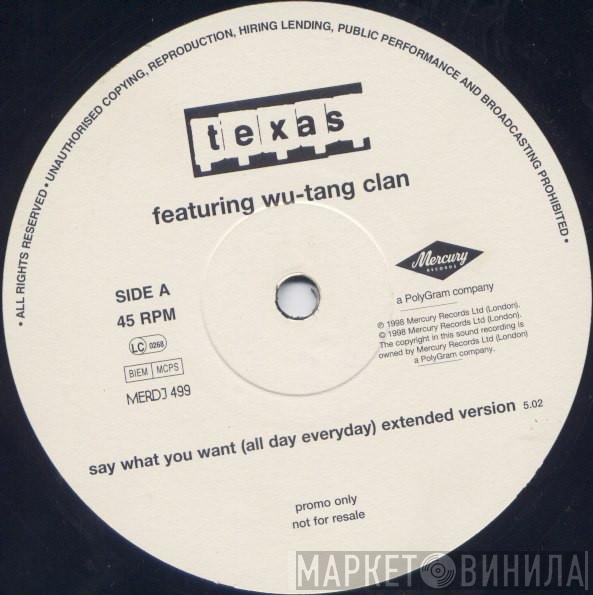 • ALL RIGHTS RESERVED • UNAUTHORISED COPYING, REPRODUCTION, HIRING LENDING, PUBLIC PERFORMANCE AND BROADCASTING PROHIBITED •
texas
featuring wu-tang clan
Mercury
RECORDS
a PolyGram company
SIDE A
45 RPM
LC 0268
BIEM MCPS
MERDJ 499
℗ 1998 Mercury Records Ltd (London).
© 1998 Mercury Records Ltd (London).
The copyright in this sound recording is
owned by Mercury Records Ltd (London)
a PolyGram company.
say what you want (all day everyday) extended version 5.02
promo only
not for resale
МАРКЕТ ВИНИЛА